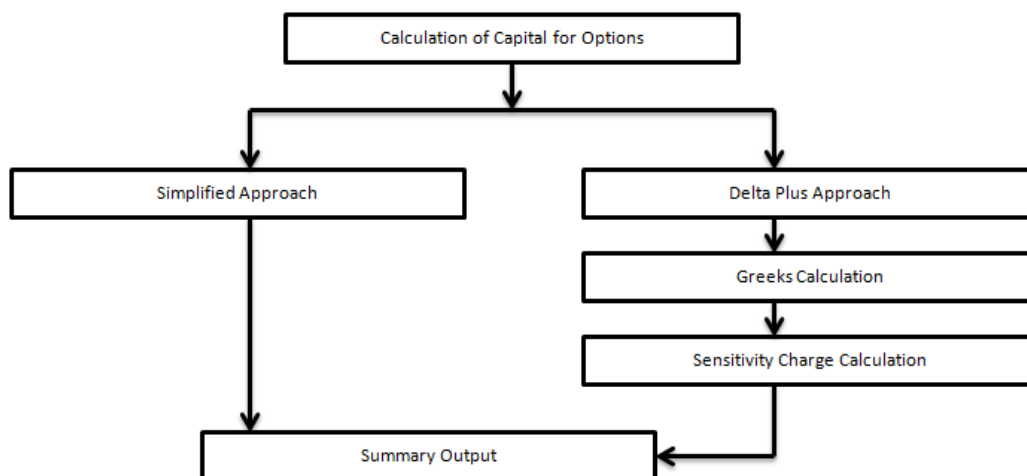 Calculation of Capital for Options
Simplified Approach
Delta Plus Approach
Greeks Calculation
Sensitivity Charge Calculation
Summary Output